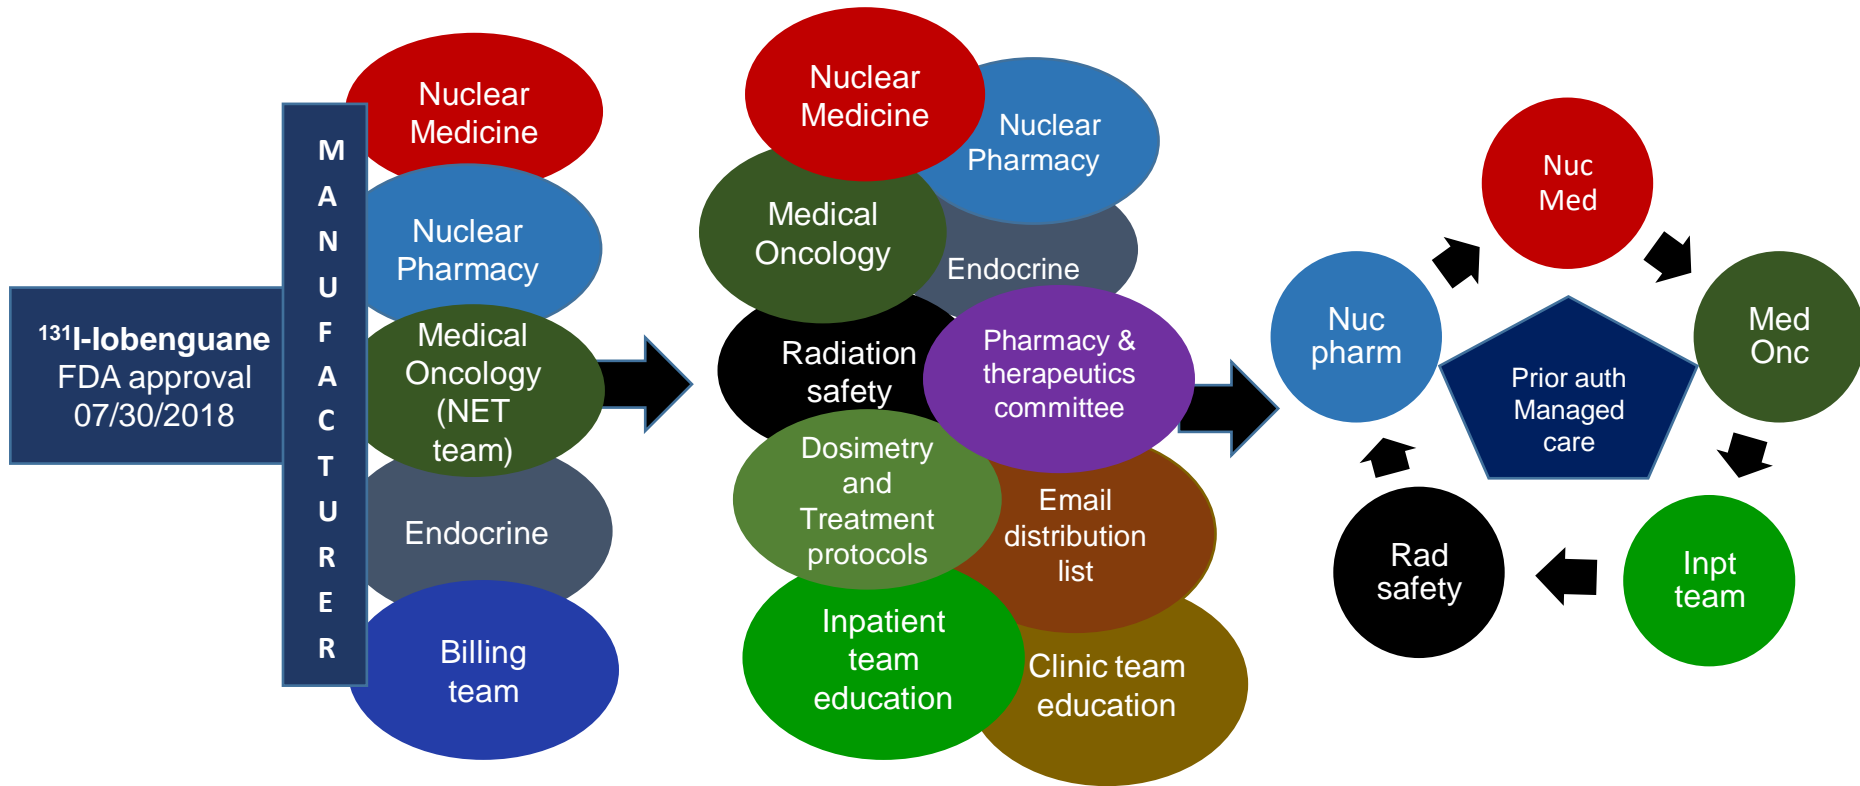 ¹³¹I-Iobenguane
FDA approval
07/30/2018
M
A
N
U
F
A
C
T
U
R
E
R
Nuclear
Medicine
Nuclear
Pharmacy
Medical
Oncology
(NET
team)
Endocrine
Billing
team
Nuclear
Medicine
Nuclear
Pharmacy
Medical
Oncology
Endocrine
Radiation
safety
Pharmacy &
therapeutics
committee
Dosimetry
and
Treatment
protocols
Email
distribution
list
Inpatient
team
education
Clinic team
education
Nuc
Med
Med
Onc
Inpt
team
Rad
safety
Nuc
pharm
Prior auth
Managed
care